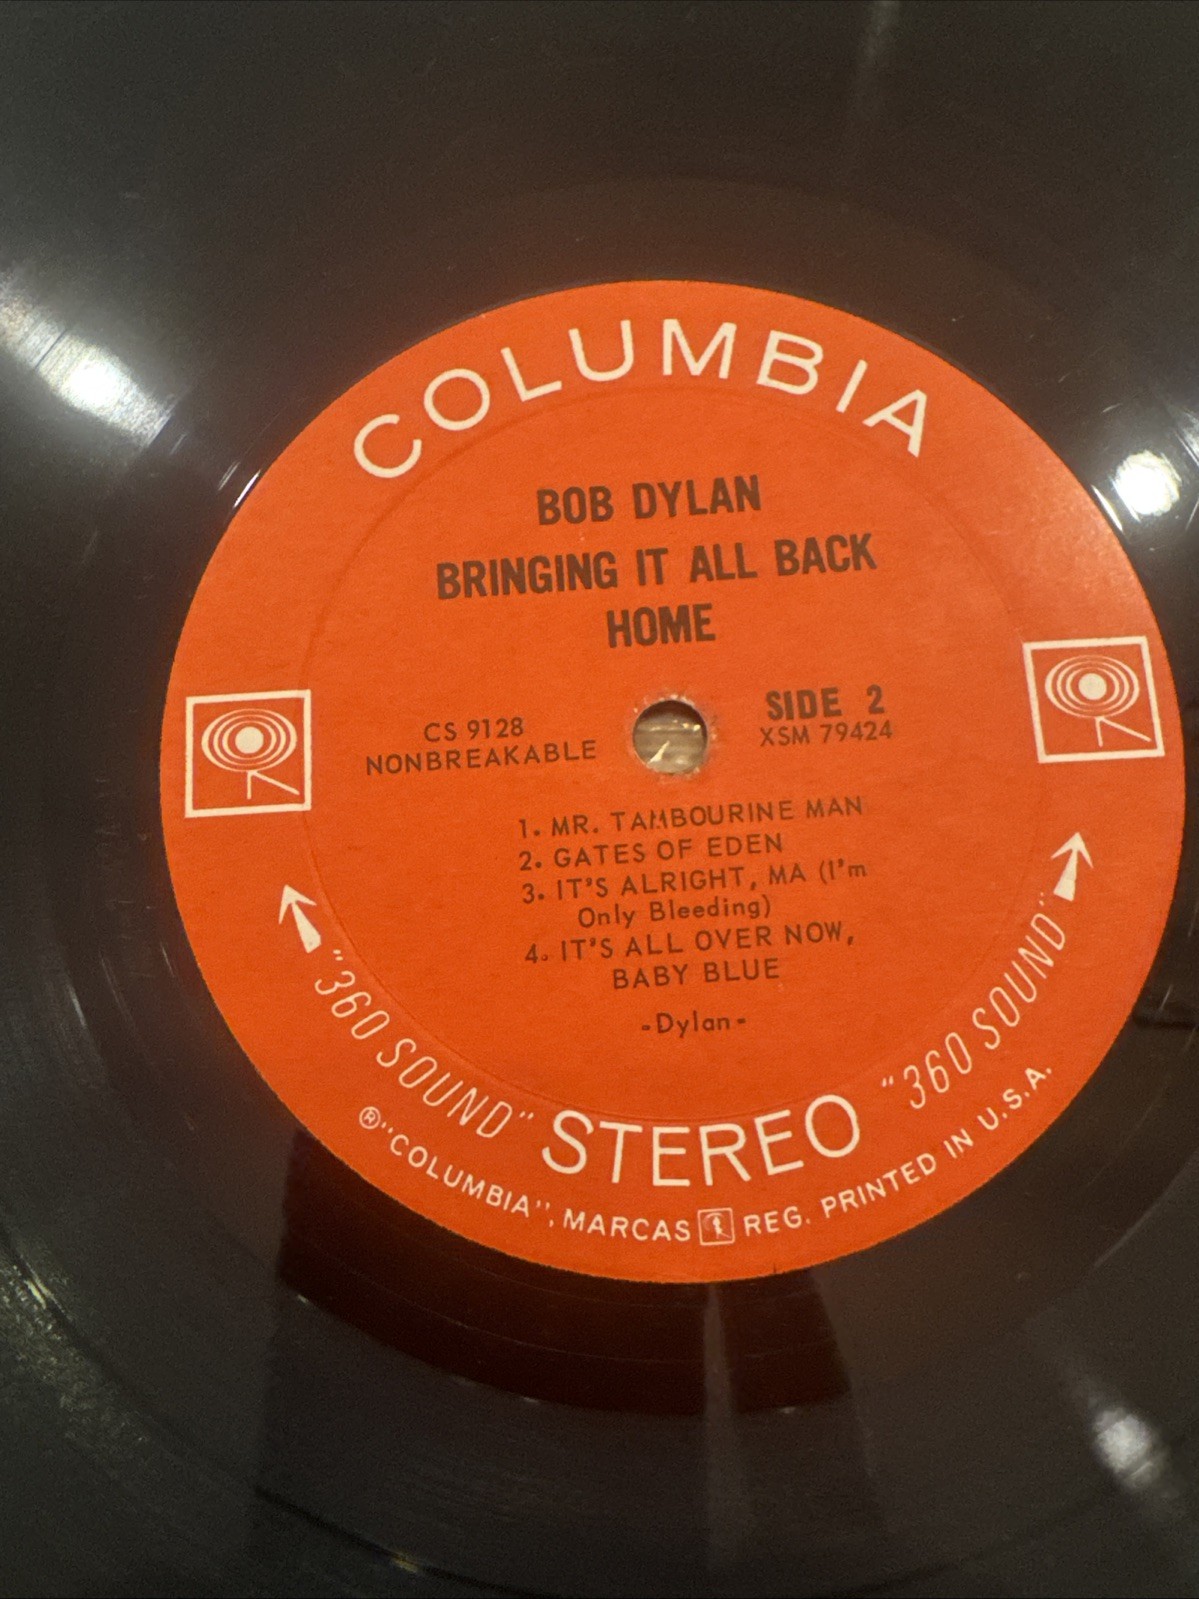 COLUMBIA
BOB DYLAN
BRINGING IT ALL BACK
HOME
CS 9128
NONBREAKABLE
SIDE 2
XSM 79424
1. MR. TAMBOURINE MAN
2. GATES OF EDEN
3. IT'S ALRIGHT, MA (I'm
Only Bleeding)
4. IT'S ALL OVER NOW,
BABY BLUE
-Dylan-
"360 SOUND" STEREO "360 SOUND"
® "COLUMBIA", MARCAS REG. PRINTED IN U.S.A.